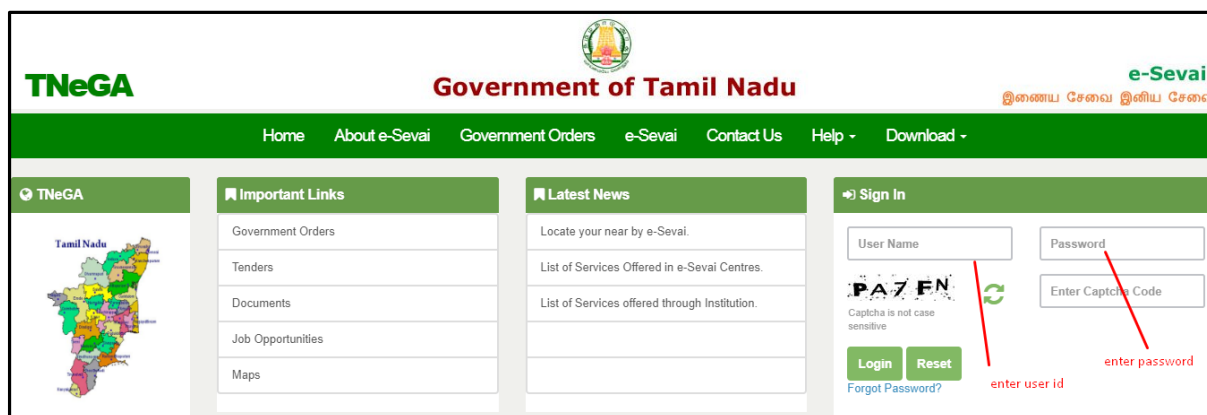 TNeGA
Government of Tamil Nadu
e-Sevai
இணைய சேவை இனிய சேவை
Home About e-Sevai Government Orders e-Sevai Contact Us Help Download
TNeGA
Tamil Nadu
Important Links
Government Orders
Tenders
Documents
Job Opportunities
Maps
Latest News
Locate your near by e-Sevai.
List of Services Offered in e-Sevai Centres.
List of Services offered through Institution.
Sign In
User Name Password
PA7FN Enter Captcha Code
Captcha is not case
sensitive
Login Reset
Forgot Password?
enter user id
enter password